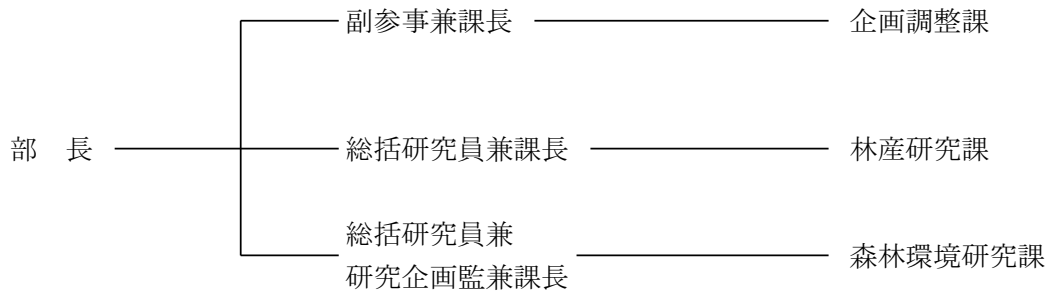 副参事兼課長 企画調整課
部　長 総括研究員兼課長 林産研究課
総括研究員兼
研究企画監兼課長 森林環境研究課